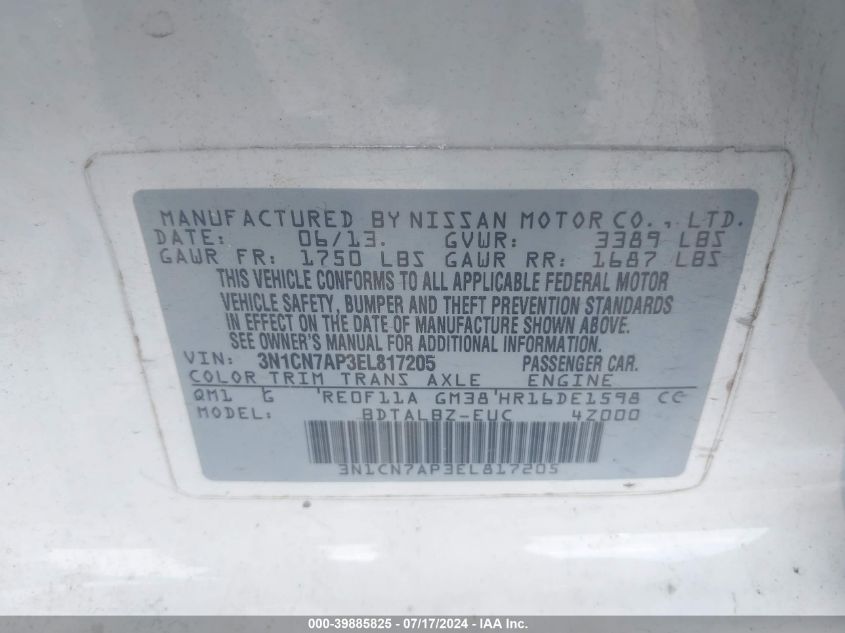 MANUFACTURED BY NISSAN MOTOR CO., LTD.
DATE: 06/13. GVWR: 3389 LBS
GAWR FR: 1750 LBS GAWR RR: 1687 LBS
THIS VEHICLE CONFORMS TO ALL APPLICABLE FEDERAL MOTOR
VEHICLE SAFETY, BUMPER AND THEFT PREVENTION STANDARDS
IN EFFECT ON THE DATE OF MANUFACTURE SHOWN ABOVE.
SEE OWNER'S MANUAL FOR ADDITIONAL INFORMATION.
VIN: 3N1CN7AP3EL817205 PASSENGER CAR.
COLOR TRIM TRANS AXLE ENGINE
QM1 G RE0F11A GM38 HR16DE1598 CC
MODEL: BDTALBZ-EUC 4Z000
3N1CN7AP3EL817205
000-39885825 - 07/17/2024 - IAA Inc.